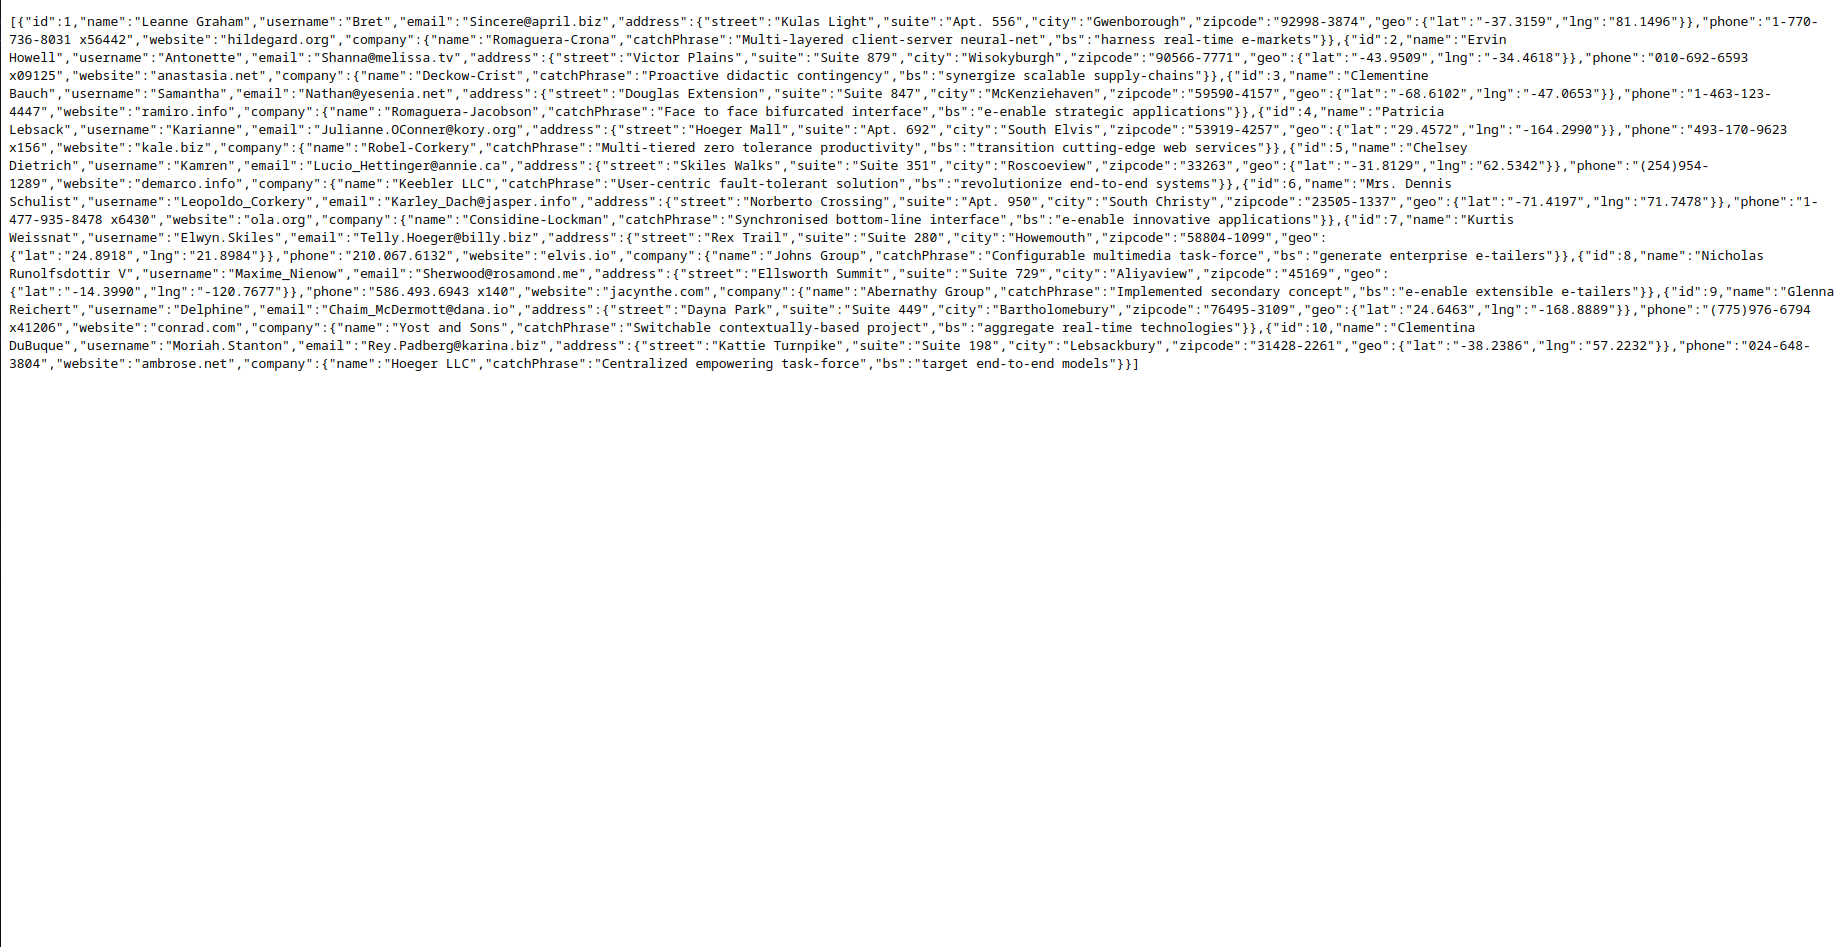 [{"id":1,"name":"Leanne Graham","username":"Bret","email":"Sincere@april.biz","address":{"street":"Kulas Light","suite":"Apt. 556","city":"Gwenborough","zipcode":"92998-3874","geo":{"lat":"-37.3159","lng":"81.1496"}},"phone":"1-770-
736-8031 x56442","website":"hildegard.org","company":{"name":"Romaguera-Crona","catchPhrase":"Multi-layered client-server neural-net","bs":"harness real-time e-markets"}},{"id":2,"name":"Ervin
Howell","username":"Antonette","email":"Shanna@melissa.tv","address":{"street":"Victor Plains","suite":"Suite 879","city":"Wisokyburgh","zipcode":"90566-7771","geo":{"lat":"-43.9509","lng":"-34.4618"}},"phone":"010-692-6593
x09125","website":"anastasia.net","company":{"name":"Deckow-Crist","catchPhrase":"Proactive didactic contingency","bs":"synergize scalable supply-chains"}},{"id":3,"name":"Clementine
Bauch","username":"Samantha","email":"Nathan@yesenia.net","address":{"street":"Douglas Extension","suite":"Suite 847","city":"McKenziehaven","zipcode":"59590-4157","geo":{"lat":"-68.6102","lng":"-47.0653"}},"phone":"1-463-123-
4447","website":"ramiro.info","company":{"name":"Romaguera-Jacobson","catchPhrase":"Face to face bifurcated interface","bs":"e-enable strategic applications"}},{"id":4,"name":"Patricia
Lebsack","username":"Karianne","email":"Julianne.OConner@kory.org","address":{"street":"Hoeger Mall","suite":"Apt. 692","city":"South Elvis","zipcode":"53919-4257","geo":{"lat":"29.4572","lng":"-164.2990"}},"phone":"493-170-9623
x156","website":"kale.biz","company":{"name":"Robel-Corkery","catchPhrase":"Multi-tiered zero tolerance productivity","bs":"transition cutting-edge web services"}},{"id":5,"name":"Chelsey
Dietrich","username":"Kamren","email":"Lucio_Hettinger@annie.ca","address":{"street":"Skiles Walks","suite":"Suite 351","city":"Roscoeview","zipcode":"33263","geo":{"lat":"-31.8129","lng":"62.5342"}},"phone":"(254)954-
1289","website":"demarco.info","company":{"name":"Keebler LLC","catchPhrase":"User-centric fault-tolerant solution","bs":"revolutionize end-to-end systems"}},{"id":6,"name":"Mrs. Dennis
Schulist","username":"Leopoldo_Corkery","email":"Karley_Dach@jasper.info","address":{"street":"Norberto Crossing","suite":"Apt. 950","city":"South Christy","zipcode":"23505-1337","geo":{"lat":"-71.4197","lng":"71.7478"}},"phone":"1-
477-935-8478 x6430","website":"ola.org","company":{"name":"Considine-Lockman","catchPhrase":"Synchronised bottom-line interface","bs":"e-enable innovative applications"}},{"id":7,"name":"Kurtis
Weissnat","username":"Elwyn.Skiles","email":"Telly.Hoeger@billy.biz","address":{"street":"Rex Trail","suite":"Suite 280","city":"Howemouth","zipcode":"58804-1099","geo":
{"lat":"24.8918","lng":"21.8984"}},"phone":"210.067.6132","website":"elvis.io","company":{"name":"Johns Group","catchPhrase":"Configurable multimedia task-force","bs":"generate enterprise e-tailers"}},{"id":8,"name":"Nicholas
Runolfsdottir V","username":"Maxime_Nienow","email":"Sherwood@rosamond.me","address":{"street":"Ellsworth Summit","suite":"Suite 729","city":"Aliyaview","zipcode":"45169","geo":
{"lat":"-14.3990","lng":"-120.7677"}},"phone":"586.493.6943 x140","website":"jacynthe.com","company":{"name":"Abernathy Group","catchPhrase":"Implemented secondary concept","bs":"e-enable extensible e-tailers"}},{"id":9,"name":"Glenna
Reichert","username":"Delphine","email":"Chaim_McDermott@dana.io","address":{"street":"Dayna Park","suite":"Suite 449","city":"Bartholomebury","zipcode":"76495-3109","geo":{"lat":"24.6463","lng":"-168.8889"}},"phone":"(775)976-6794
x41206","website":"conrad.com","company":{"name":"Yost and Sons","catchPhrase":"Switchable contextually-based project","bs":"aggregate real-time technologies"}},{"id":10,"name":"Clementina
DuBuque","username":"Moriah.Stanton","email":"Rey.Padberg@karina.biz","address":{"street":"Kattie Turnpike","suite":"Suite 198","city":"Lebsackbury","zipcode":"31428-2261","geo":{"lat":"-38.2386","lng":"57.2232"}},"phone":"024-648-
3804","website":"ambrose.net","company":{"name":"Hoeger LLC","catchPhrase":"Centralized empowering task-force","bs":"target end-to-end models"}}]